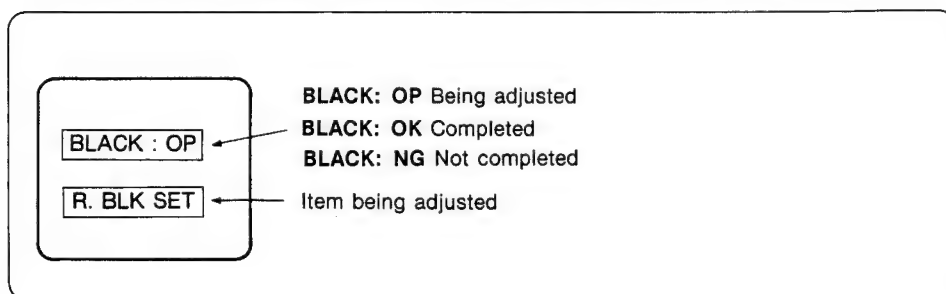 BLACK: OP Being adjusted
BLACK : OP
BLACK: OK Completed
BLACK: NG Not completed
R. BLK SET
Item being adjusted